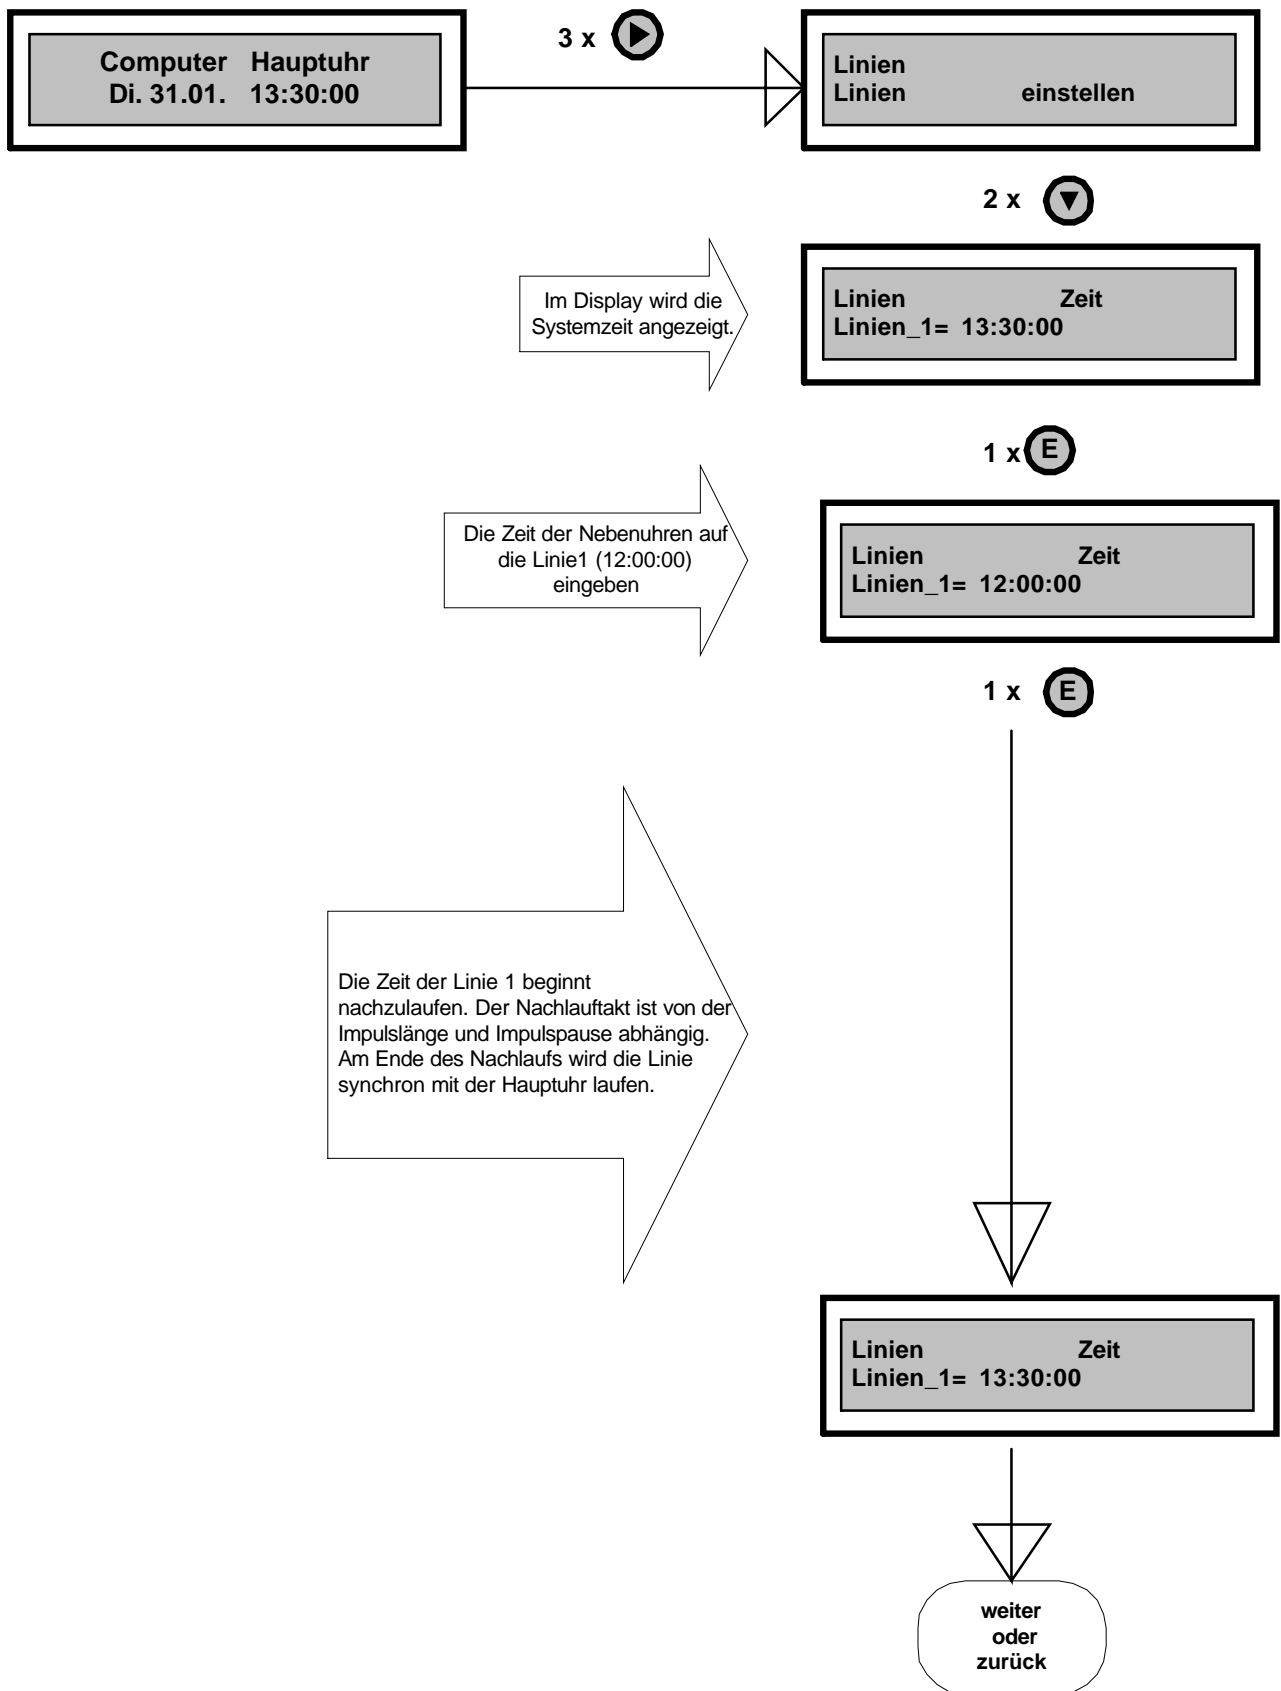 Computer Hauptuhr
Di. 31.01. 13:30:00
3 x
Linien
Linien einstellen
2 x
Im Display wird die
Systemzeit angezeigt.
Linien Zeit
Linien_1= 13:30:00
1 x E
Die Zeit der Nebenuhren auf
die Linie1 (12:00:00)
eingeben
Linien Zeit
Linien_1= 12:00:00
1 x E
Die Zeit der Linie 1 beginnt
nachzulaufen. Der Nachlauftakt ist von der
Impulslänge und Impulspause abhängig.
Am Ende des Nachlaufs wird die Linie
synchron mit der Hauptuhr laufen.
Linien Zeit
Linien_1= 13:30:00
weiter
oder
zurück